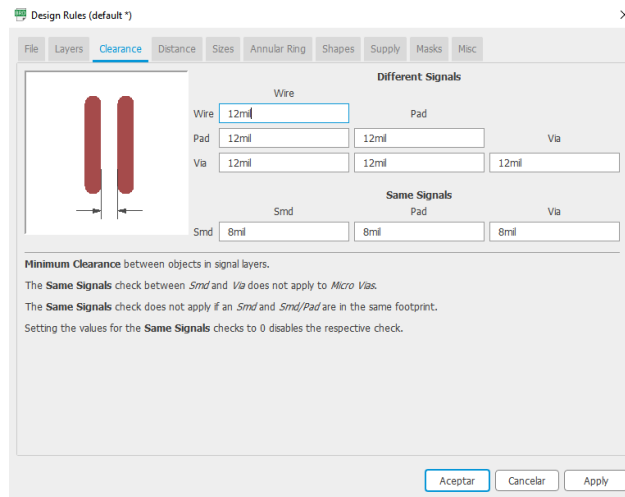 Design Rules (default *)
File Layers Clearance Distance Sizes Annular Ring Shapes Supply Masks Misc
Different Signals
Wire
Wire 12mil Pad
Pad 12mil 12mil Via
Via 12mil 12mil 12mil
Same Signals
Smd Pad Via
Smd 8mil 8mil 8mil
Minimum Clearance between objects in signal layers.
The Same Signals check between Smd and Via does not apply to Micro Vias.
The Same Signals check does not apply if an Smd and Smd/Pad are in the same footprint.
Setting the values for the Same Signals checks to 0 disables the respective check.
Aceptar Cancelar Apply